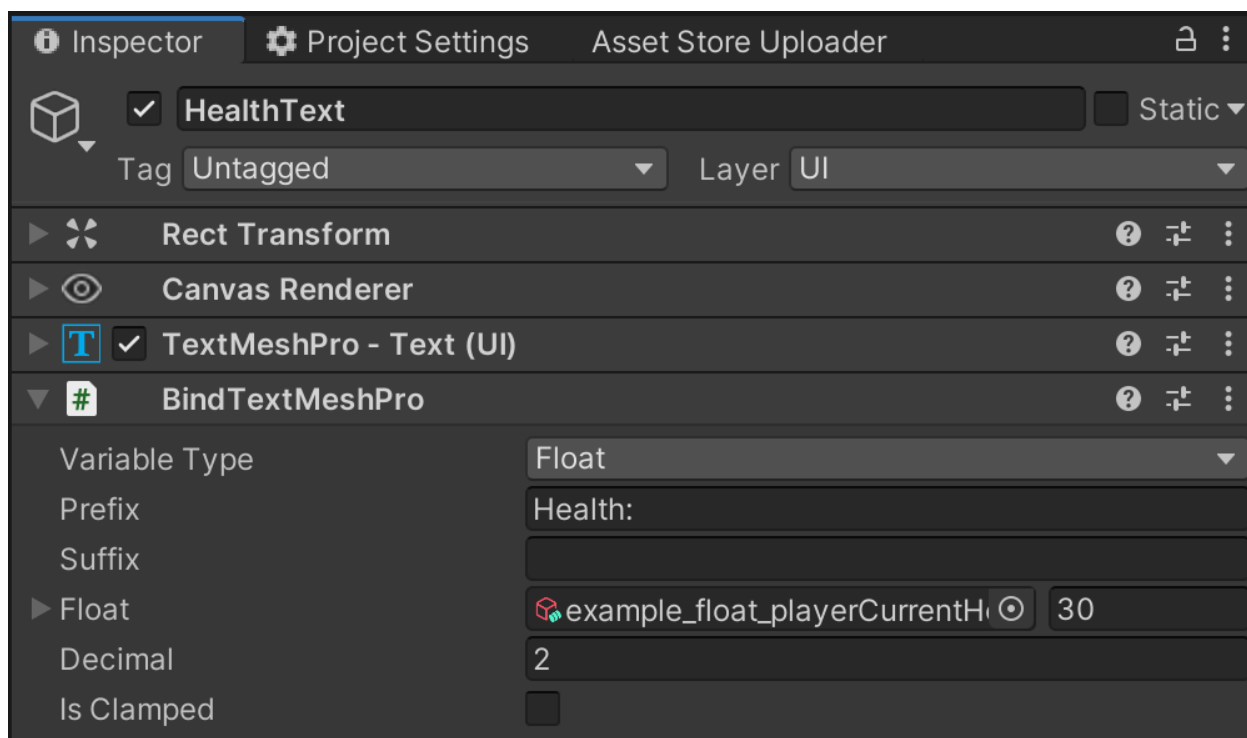 Inspector Project Settings Asset Store Uploader
HealthText Static
Tag Untagged Layer UI
Rect Transform
Canvas Renderer
T TextMeshPro - Text (UI)
# BindTextMeshPro
Variable Type Float
Prefix Health:
Suffix
Float example_float_playerCurrentH 30
Decimal 2
Is Clamped